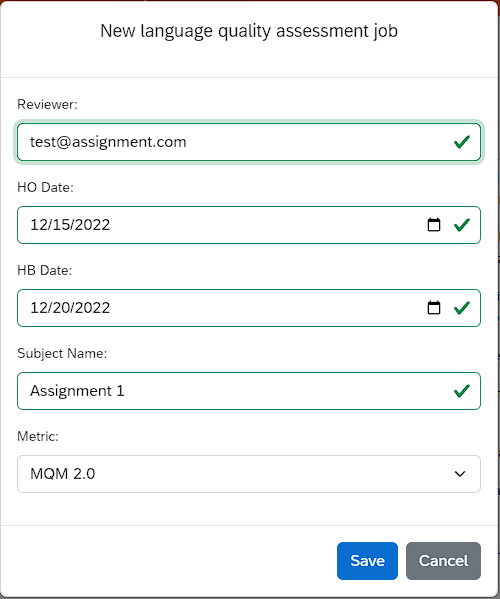 New language quality assessment job
Reviewer:
test@assignment.com
HO Date:
12/15/2022
HB Date:
12/20/2022
Subject Name:
Assignment 1
Metric:
MQM 2.0
Save Cancel